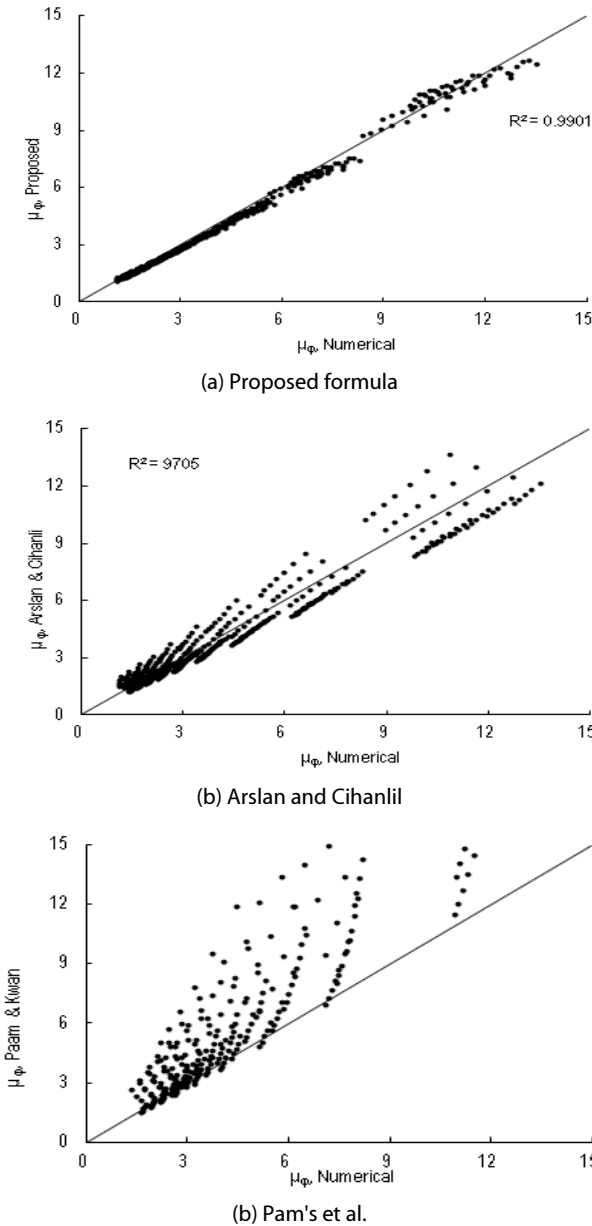 15
12
9
6
3
0
μφ, Proposed
R² = 0.9901
0 3 6 9 12 15
μφ, Numerical
(a) Proposed formula
15
12
9
6
3
0
μφ, Arslan & Cihanli
R² = 9705
0 3 6 9 12 15
μφ, Numerical
(b) Arslan and Cihanlil
15
12
9
6
3
0
μφ, Paam & Kwan
0 3 6 9 12 15
μφ, Numerical
(b) Pam's et al.